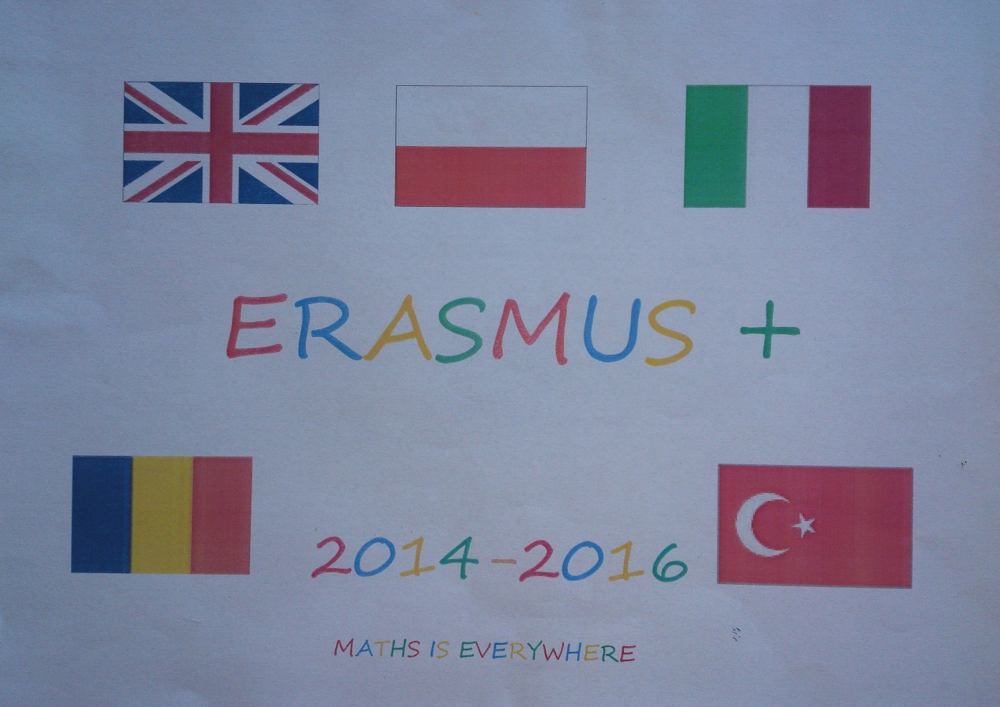 ERASMUS +
2014-2016
MATHS IS EVERYWHERE